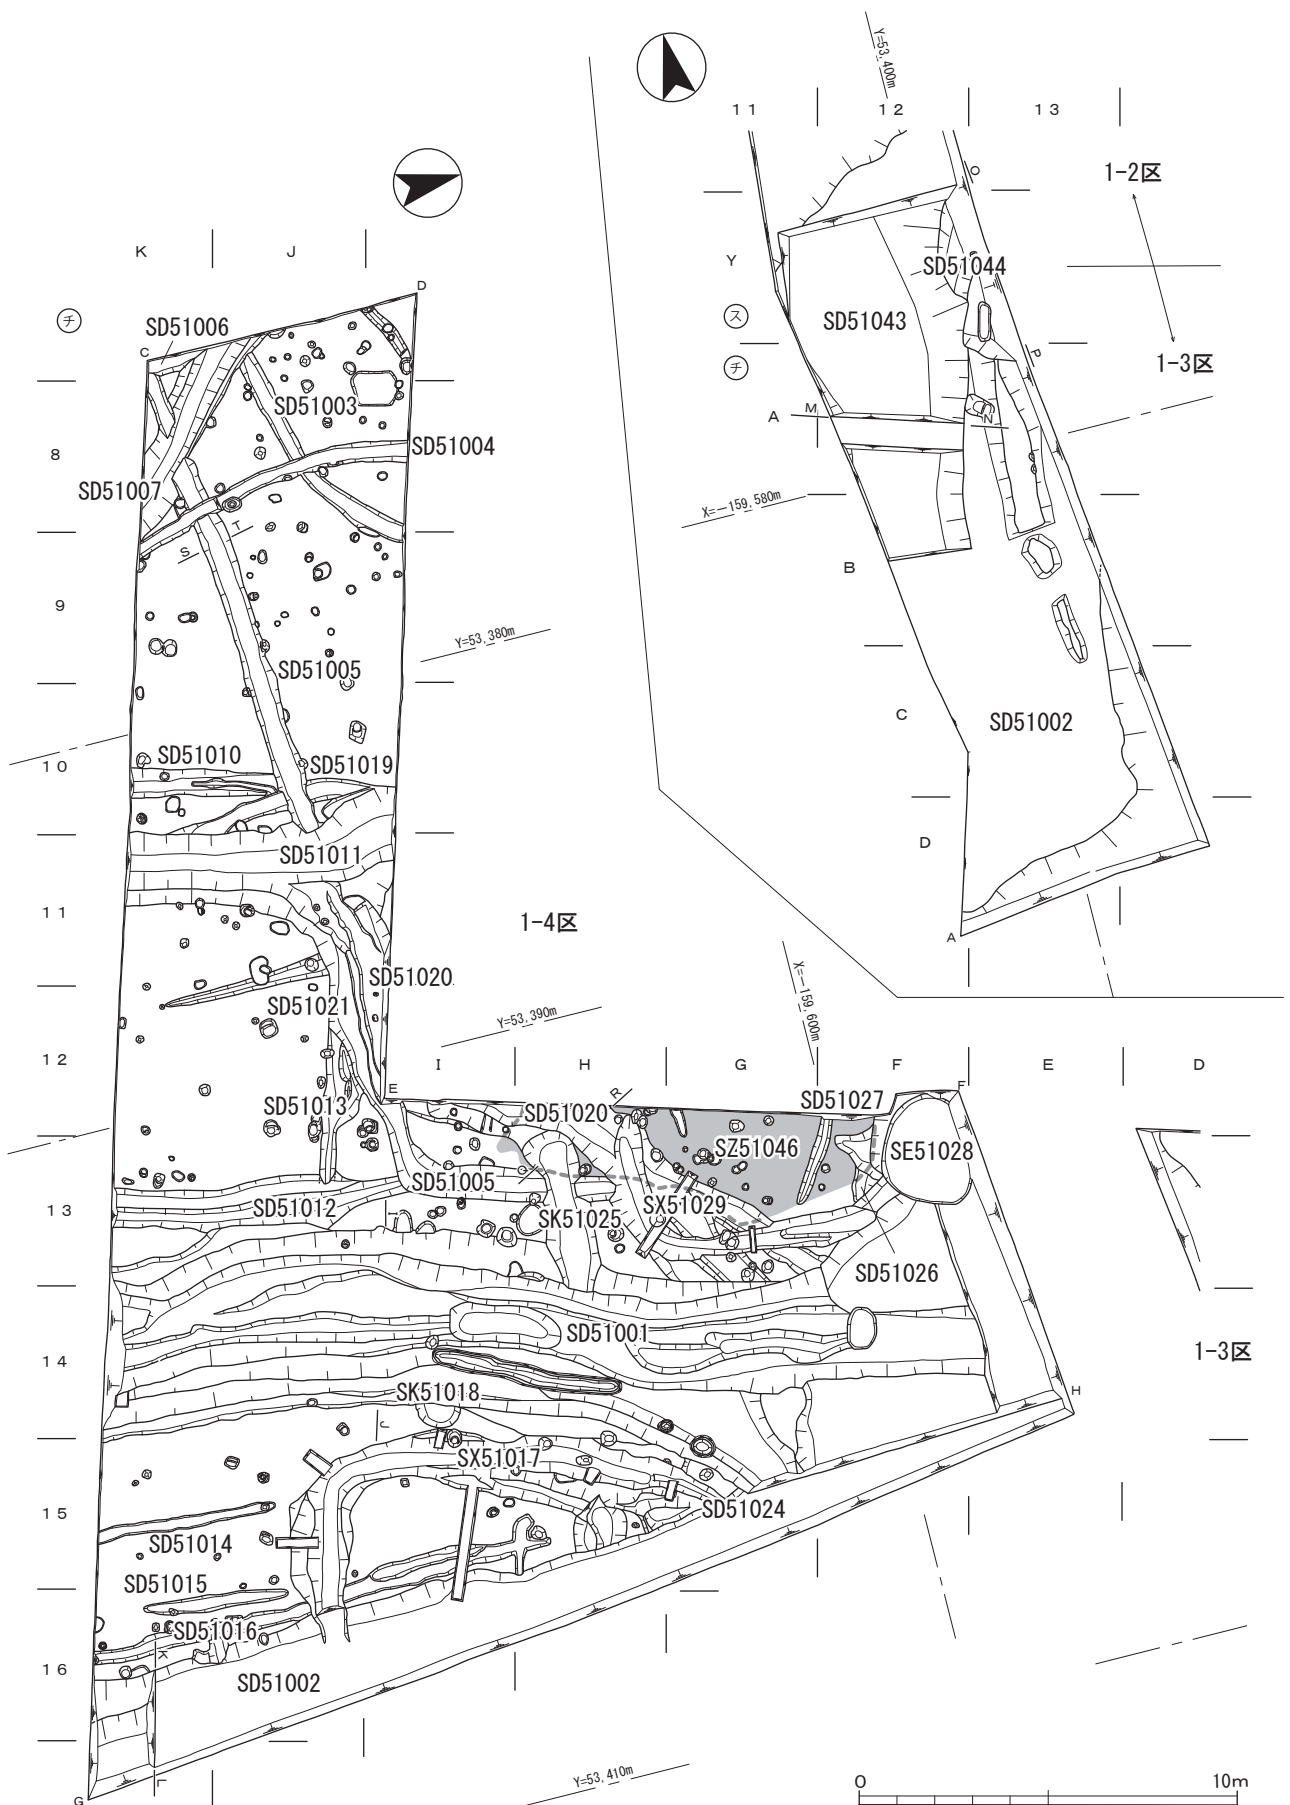 Y=53,400m
11
12
13
1-2区
O
K
J
Y
SD51044
D
ス
SD51043
チ
SD51006
P
C
チ
1-3区
SD51003
A
M
N
8
SD51004
SD51007
X=-159,580m
T
S
B
9
Y=53,380m
SD51005
C
SD51002
SD51010
SD51019
10
D
SD51011
11
1-4区
A
SD51020
SD51021
X=-159,600m
Y=53,390m
12
I
H
G
F
E
D
E
R
SD51027
F
SD51013
SD51020
SZ51046
SE51028
SD51005
SX51029
13
SD51012
I
SK51025
SD51026
SD51001
14
1-3区
SK51018
H
J
SX51017
15
SD51024
SD51014
SD51015
SD51016
K
16
SD51002
Y=53,410m
L
G
0
10m